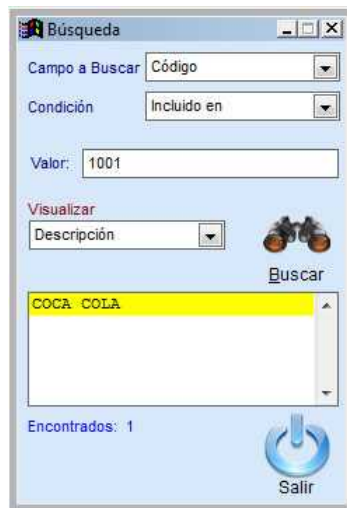 Búsqueda
Campo a Buscar Código
Condición Incluido en
Valor: 1001
Visualizar
Descripción
Buscar
COCA COLA
Encontrados: 1
Salir